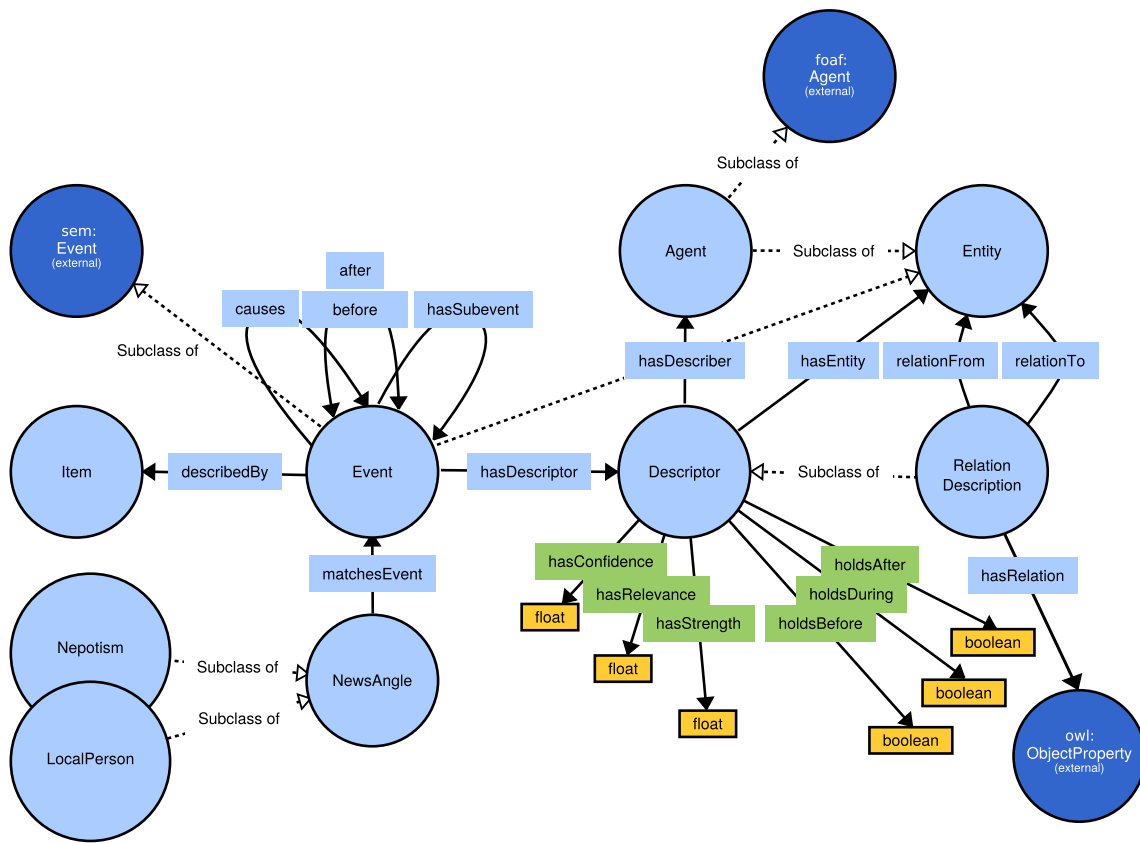 foaf:
Agent
(external)
Subclass of
sem:
Event
(external)
Agent
Subclass of
Entity
after
causes
before
hasSubevent
Subclass of
hasDescriber
hasEntity
relationFrom
relationTo
Item
describedBy
Event
hasDescriptor
Descriptor
Subclass of
Relation
Description
matchesEvent
hasConfidence
holdsAfter
hasRelation
hasRelevance
holdsDuring
float
hasStrength
holdsBefore
boolean
Nepotism
Subclass of
NewsAngle
float
boolean
Subclass of
float
boolean
LocalPerson
owl:
ObjectProperty
(external)